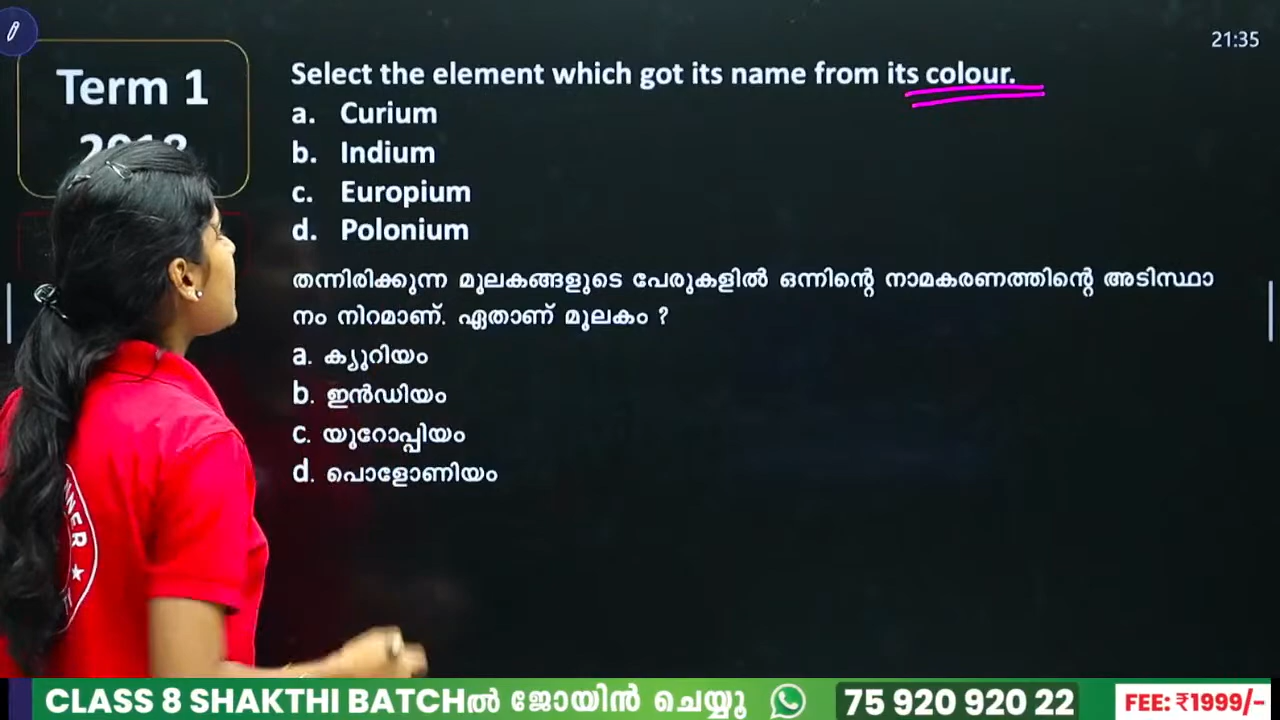 21:35
Term 1
Select the element which got its name from its colour.
a. Curium
b. Indium
c. Europium
d. Polonium
തന്നിരിക്കുന്ന മൂലകങ്ങളുടെ പേരുകളിൽ ഒന്നിന്റെ നാമകരണത്തിന്റെ അടിസ്ഥാ
നം നിറമാണ്. ഏതാണ് മൂലകം ?
a. ക്യൂറിയം
b. ഇൻഡിയം
c. യൂറോപ്പിയം
d. പൊളോണിയം
CLASS 8 SHAKTHI BATCHൽ ജോയിൻ ചെയ്യൂ 75 920 920 22 FEE: ₹1999/-